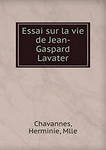 Essai sur la vie
de Jean-
Gaspard
Lavater
Chavannes,
Herminie, Mlle